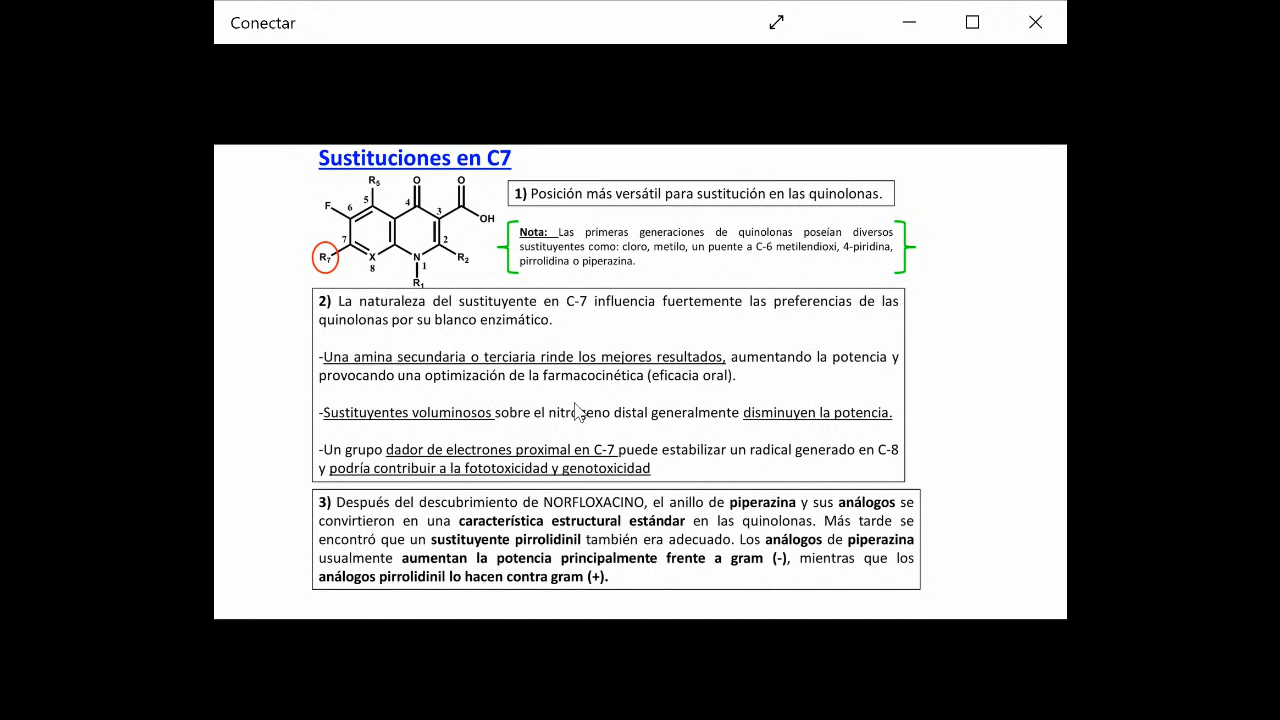 Conectar
Sustituciones en C7
R5
O
O
F
6
5
4
3
OH
7
2
R7
X
8
N
1
R2
R1
1) Posición más versátil para sustitución en las quinolonas.
Nota: Las primeras generaciones de quinolonas poseían diversos
sustituyentes como: cloro, metilo, un puente a C-6 metilendioxi, 4-piridina,
pirrolidina o piperazina.
2) La naturaleza del sustituyente en C-7 influencia fuertemente las preferencias de las
quinolonas por su blanco enzimático.
-Una amina secundaria o terciaria rinde los mejores resultados, aumentando la potencia y
provocando una optimización de la farmacocinética (eficacia oral).
-Sustituyentes voluminosos sobre el nitrógeno distal generalmente disminuyen la potencia.
-Un grupo dador de electrones proximal en C-7 puede estabilizar un radical generado en C-8
y podría contribuir a la fototoxicidad y genotoxicidad
3) Después del descubrimiento de NORFLOXACINO, el anillo de piperazina y sus análogos se
convirtieron en una característica estructural estándar en las quinolonas. Más tarde se
encontró que un sustituyente pirrolidinil también era adecuado. Los análogos de piperazina
usualmente aumentan la potencia principalmente frente a gram (-), mientras que los
análogos pirrolidinil lo hacen contra gram (+).